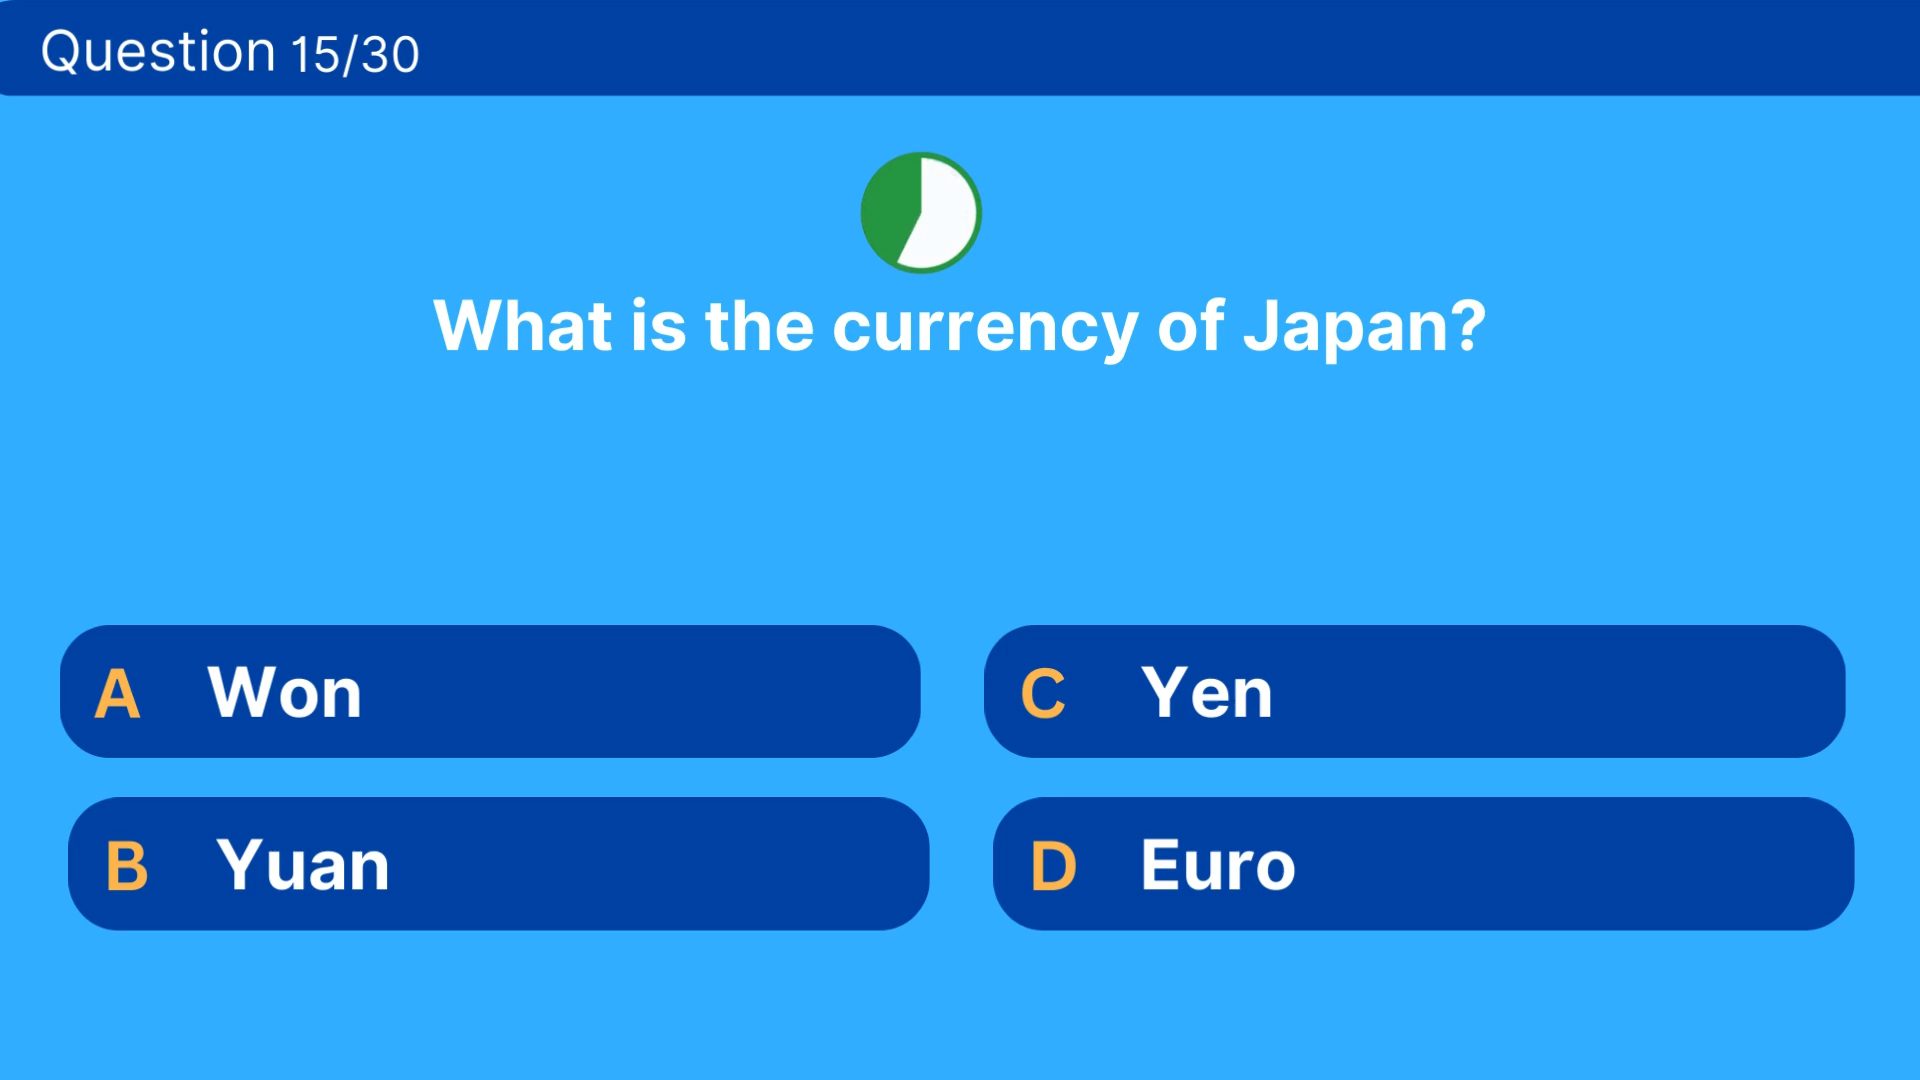 Question 15/30
What is the currency of Japan?
A Won
B Yuan
C Yen
D Euro